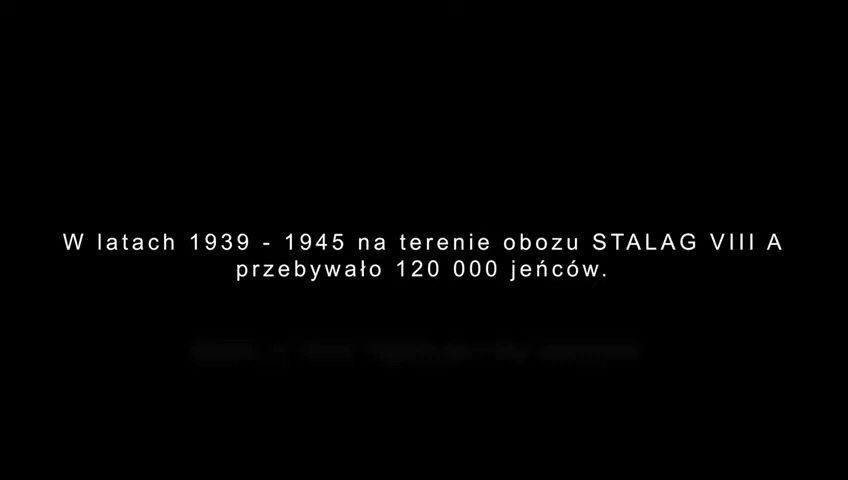 W latach 1939 - 1945 na terenie obozu STALAG VIII A
przebywało 120 000 jeńców.